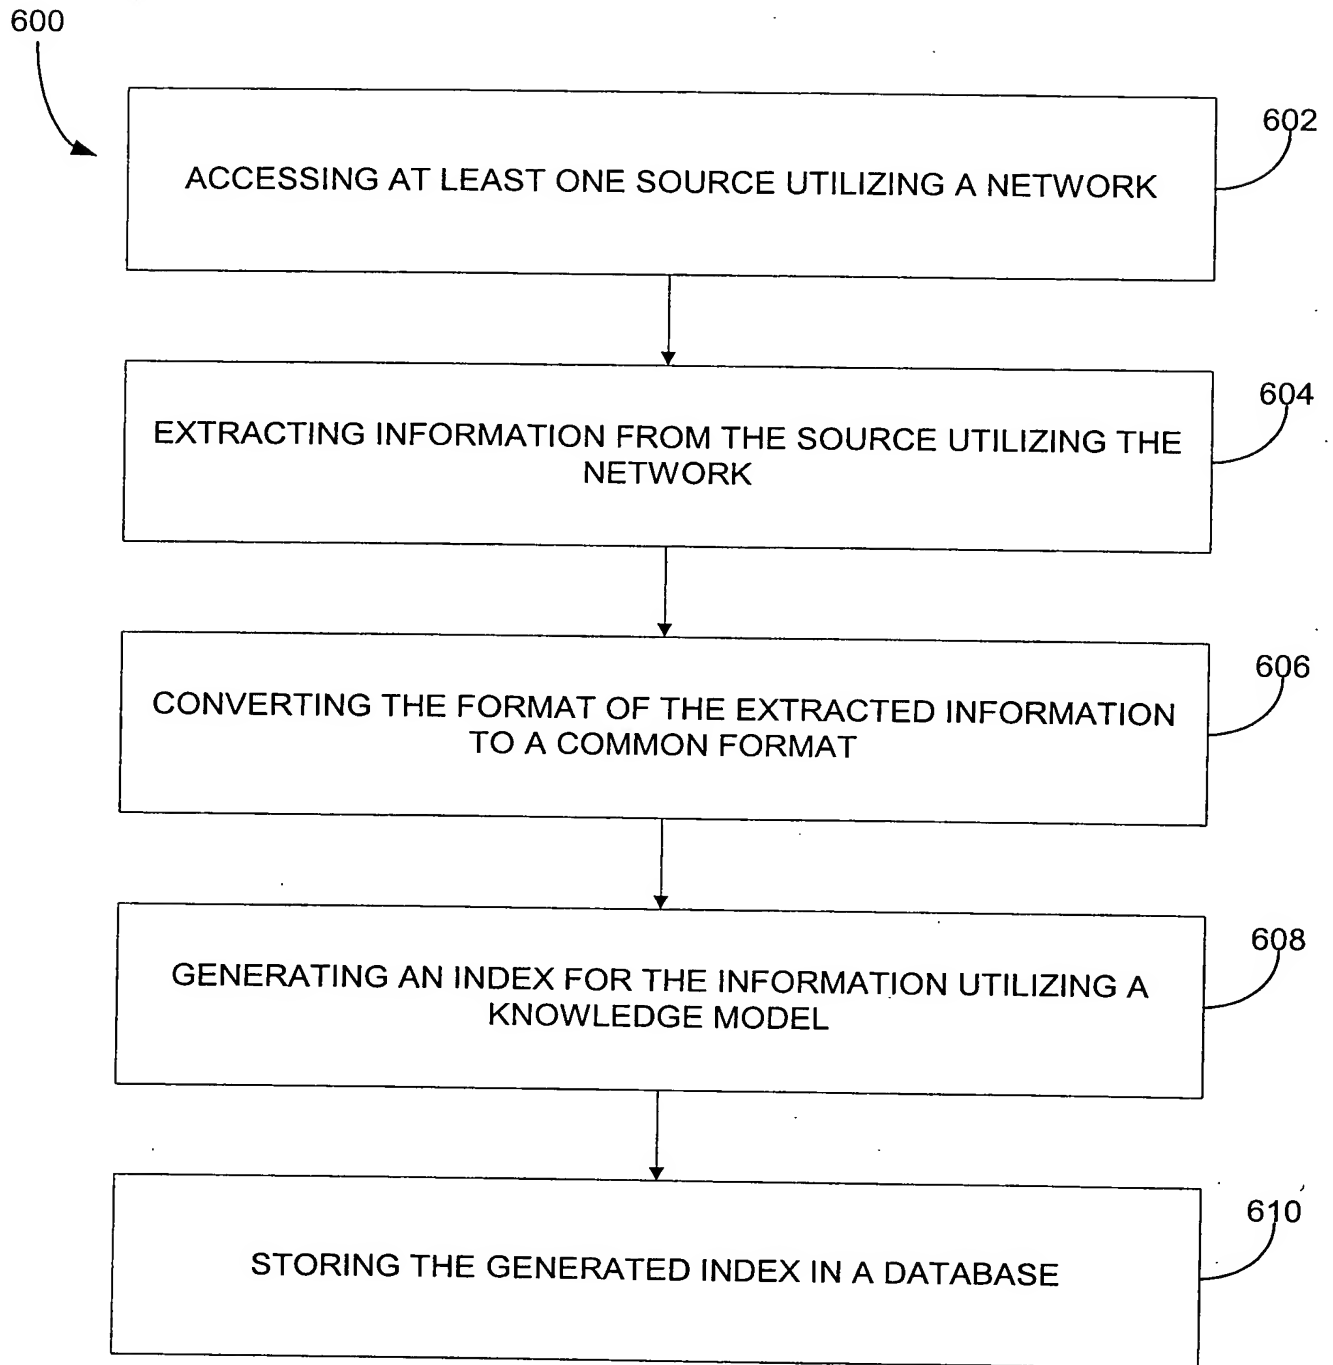 600
602
ACCESSING AT LEAST ONE SOURCE UTILIZING A NETWORK
604
EXTRACTING INFORMATION FROM THE SOURCE UTILIZING THE
NETWORK
606
CONVERTING THE FORMAT OF THE EXTRACTED INFORMATION
TO A COMMON FORMAT
608
GENERATING AN INDEX FOR THE INFORMATION UTILIZING A
KNOWLEDGE MODEL
610
STORING THE GENERATED INDEX IN A DATABASE